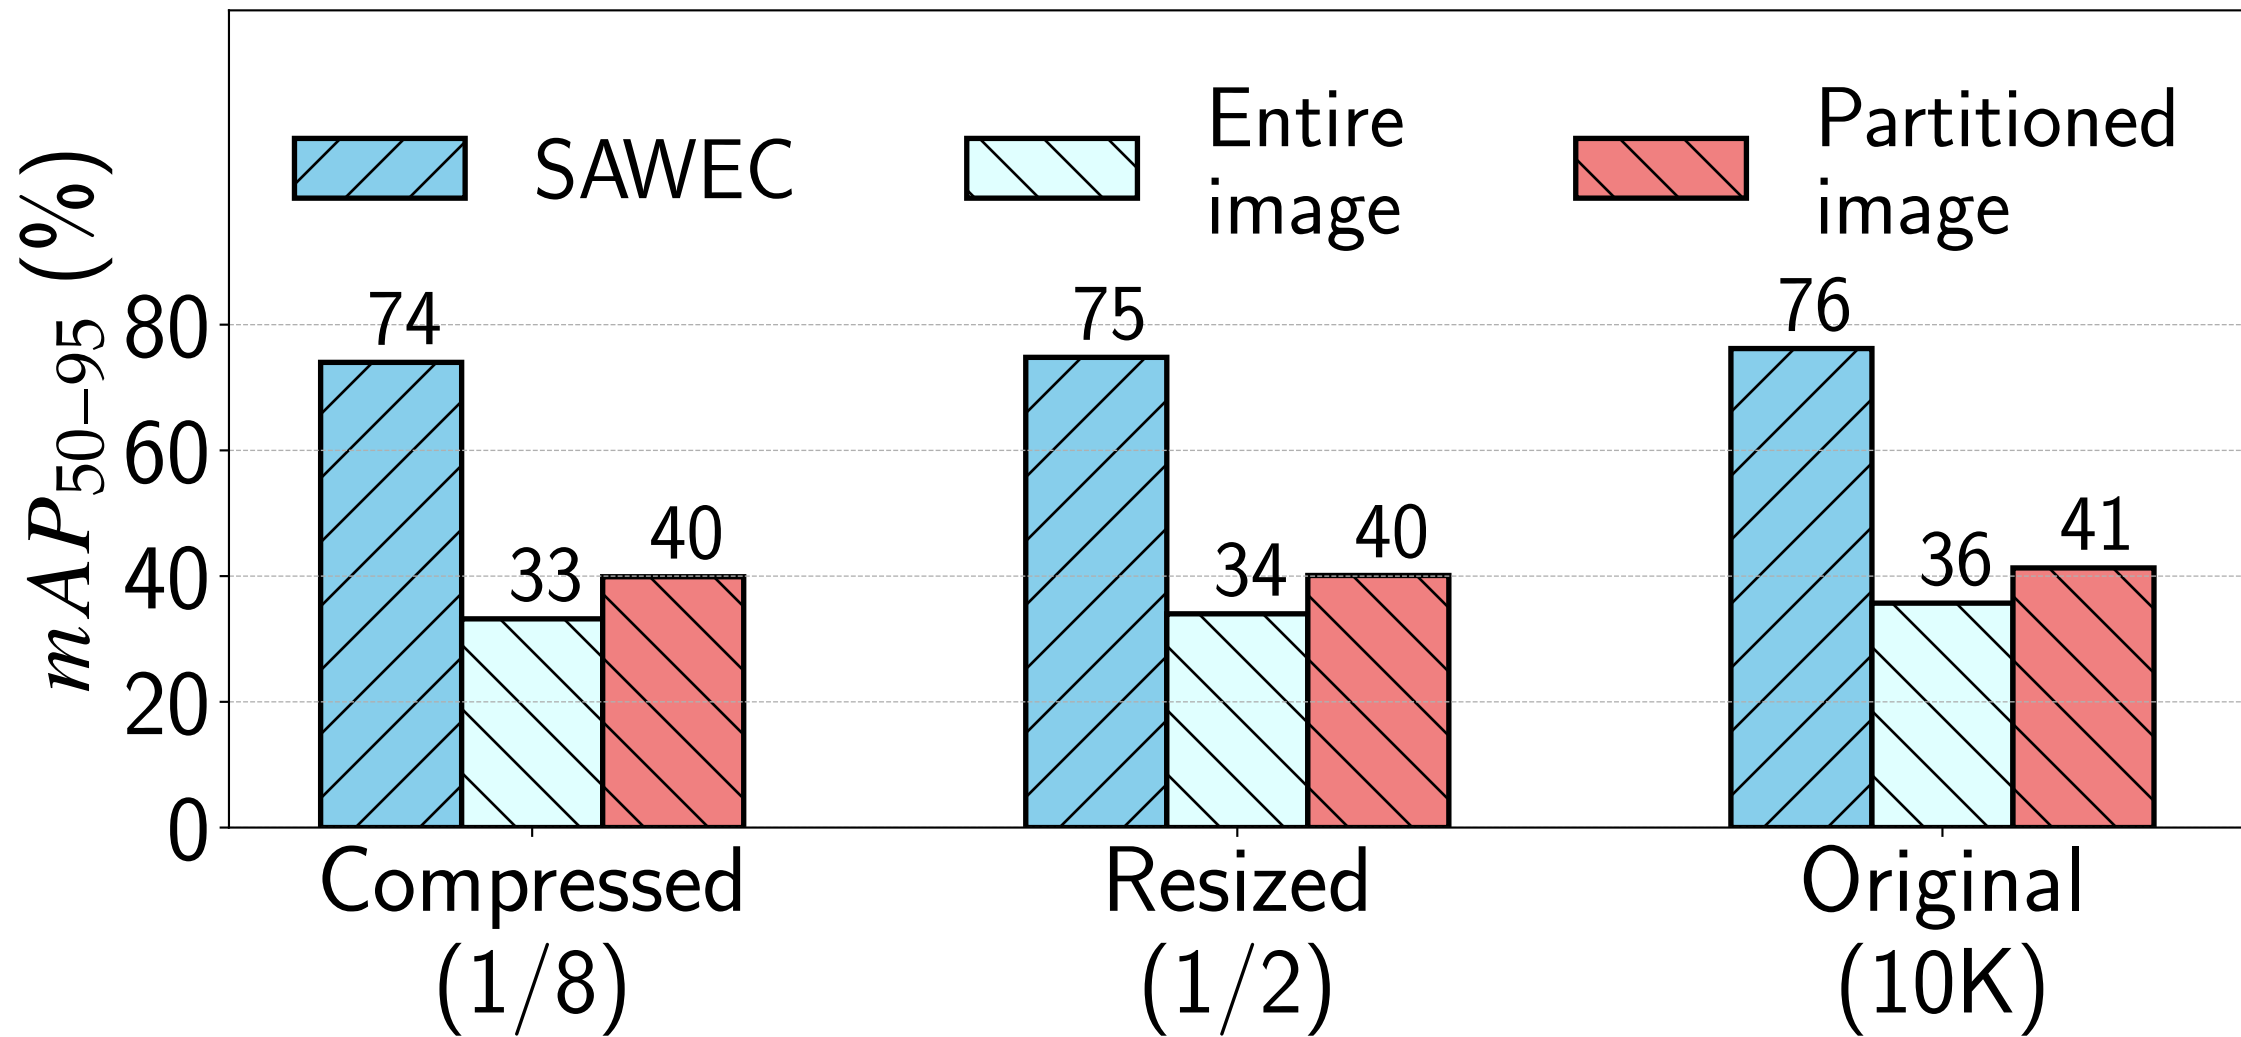 mAP50–95 (%)
SAWEC
Entire
image
Partitioned
image
80
60
40
20
0
74
33
40
75
34
40
76
36
41
Compressed
(1/8)
Resized
(1/2)
Original
(10K)